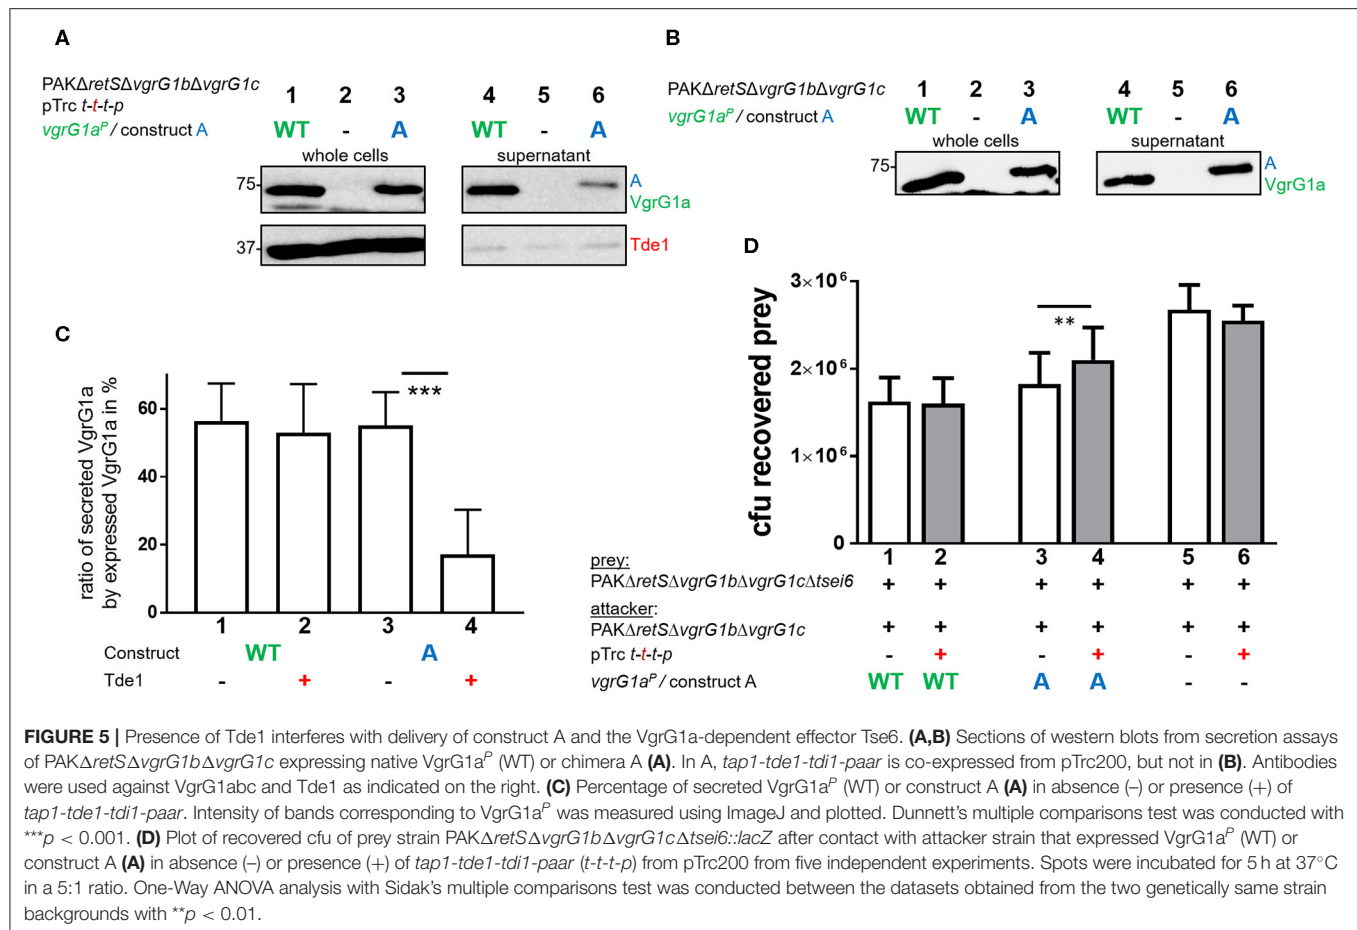 A
PAKΔretSΔvgrG1bΔvgrG1c
pTrc t-t-t-p
vgrG1aᴾ / construct A
1 2 3 4 5 6
WT - A WT - A
whole cells supernatant
75
A
VgrG1a
37
Tde1
B
PAKΔretSΔvgrG1bΔvgrG1c
vgrG1aᴾ / construct A
1 2 3 4 5 6
WT - A WT - A
whole cells supernatant
75
A
VgrG1a
C
ratio of secreted VgrG1a
by expressed VgrG1a in %
60
40
20
0
***
1 2 3 4
Construct WT A
Tde1 - + - +
D
cfu recovered prey
3×10⁶
2×10⁶
1×10⁶
0
**
1 2 3 4 5 6
prey:
PAKΔretSΔvgrG1bΔvgrG1cΔtsei6 + + + + + +
attacker:
PAKΔretSΔvgrG1bΔvgrG1c + + + + + +
pTrc t-t-t-p - + - + - +
vgrG1aᴾ / construct A WT WT A A - -
FIGURE 5 | Presence of Tde1 interferes with delivery of construct A and the VgrG1a-dependent effector Tse6. (A,B) Sections of western blots from secretion assays
of PAKΔretSΔvgrG1bΔvgrG1c expressing native VgrG1aᴾ (WT) or chimera A (A). In A, tap1-tde1-tdi1-paar is co-expressed from pTrc200, but not in (B). Antibodies
were used against VgrG1abc and Tde1 as indicated on the right. (C) Percentage of secreted VgrG1aᴾ (WT) or construct A (A) in absence (–) or presence (+) of
tap1-tde1-tdi1-paar. Intensity of bands corresponding to VgrG1aᴾ was measured using ImageJ and plotted. Dunnett's multiple comparisons test was conducted with
***p < 0.001. (D) Plot of recovered cfu of prey strain PAKΔretSΔvgrG1bΔvgrG1cΔtsei6::lacZ after contact with attacker strain that expressed VgrG1aᴾ (WT) or
construct A (A) in absence (–) or presence (+) of tap1-tde1-tdi1-paar (t-t-t-p) from pTrc200 from five independent experiments. Spots were incubated for 5 h at 37°C
in a 5:1 ratio. One-Way ANOVA analysis with Sidak's multiple comparisons test was conducted between the datasets obtained from the two genetically same strain
backgrounds with **p < 0.01.